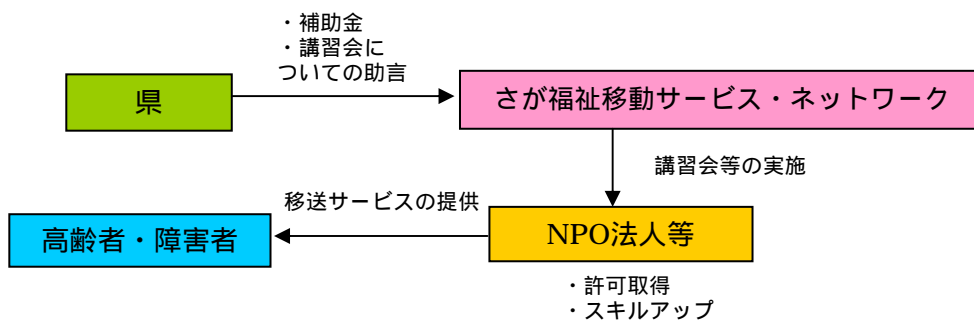 ・補助金
・講習会に
ついての助言
県
さが福祉移動サービス・ネットワーク
講習会等の実施
移送サービスの提供
高齢者・障害者
NPO法人等
・許可取得
・スキルアップ